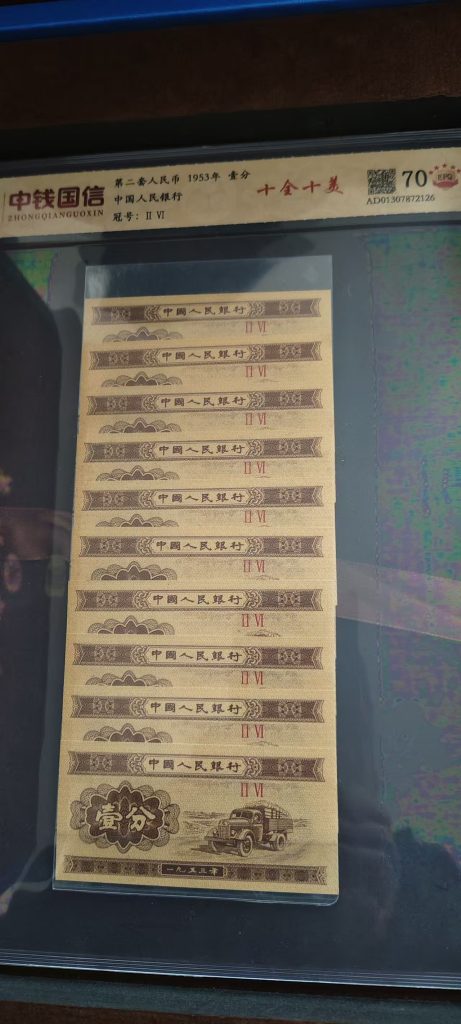 中钱国信
ZHONGQIANGUOXIN
第二套人民币 1953年 壹分
中国人民银行
冠号: II VI
十全十美
70
EPQ
AD01307872126
中國人民銀行
II VI
中國人民銀行
II VI
中國人民銀行
II VI
中國人民銀行
II VI
中國人民銀行
II VI
中國人民銀行
II VI
中國人民銀行
II VI
中國人民銀行
II VI
中國人民銀行
II VI
中國人民銀行
II VI
壹分
一九五三年